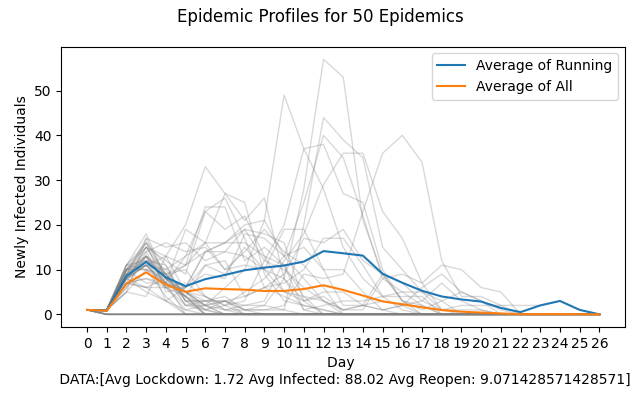 Epidemic Profiles for 50 Epidemics
Average of Running
Average of All
Newly Infected Individuals
50
40
30
20
10
0
0 1 2 3 4 5 6 7 8 9 10 11 12 13 14 15 16 17 18 19 20 21 22 23 24 25 26
Day
DATA:[Avg Lockdown: 1.72 Avg Infected: 88.02 Avg Reopen: 9.071428571428571]